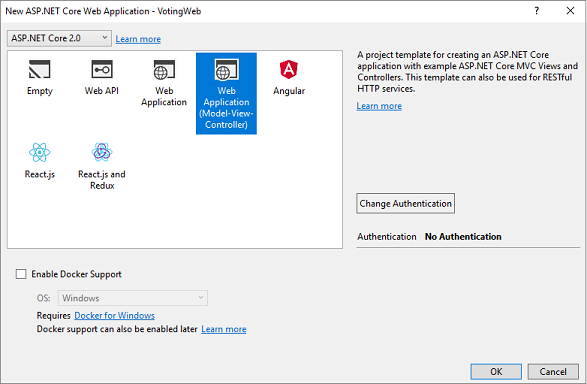 New ASP.NET Core Web Application - VotingWeb
ASP.NET Core 2.0
Learn more
Empty
Web API
Web
Application
Web
Application
(Model-View-
Controller)
Angular
React.js
React.js and
Redux
A project template for creating an ASP.NET Core
application with example ASP.NET Core MVC Views and
Controllers. This template can also be used for RESTful
HTTP services.
Learn more
Change Authentication
Authentication No Authentication
Enable Docker Support
OS: Windows
Requires Docker for Windows
Docker support can also be enabled later Learn more
OK
Cancel